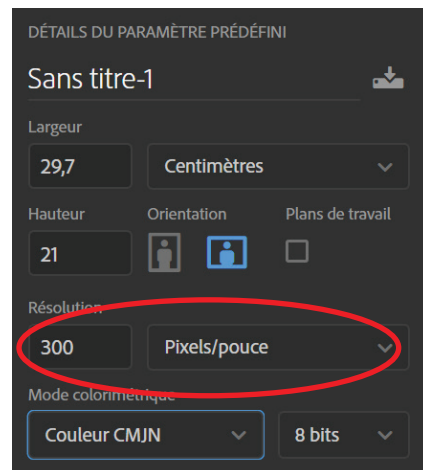 DÉTAILS DU PARAMÈTRE PRÉDÉFINI
Sans titre-1
Largeur
29,7 Centimètres
Hauteur Orientation Plans de travail
21
Résolution
300 Pixels/pouce
Mode colorimétrique
Couleur CMJN 8 bits